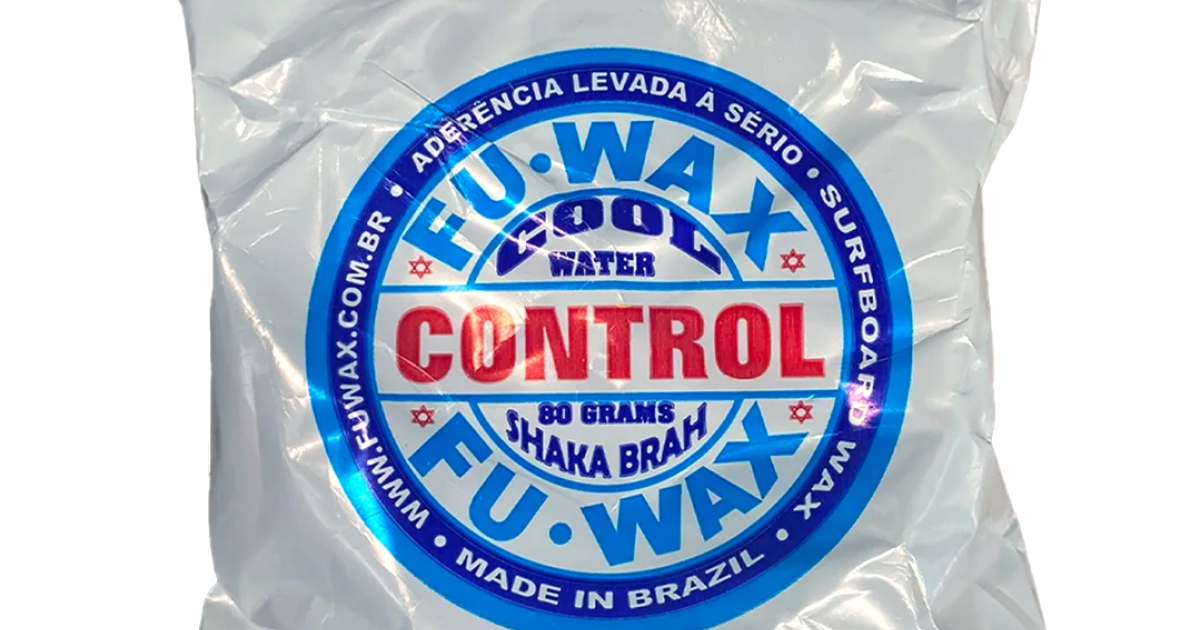 WWW.FUWAX.COM.BR • ADERÊNCIA LEVADA À SÉRIO • SURFBOARD WAX • MADE IN BRAZIL •
FU•WAX
COOL
WATER
CONTROL
80 GRAMS
SHAKA BRAH
FU•WAX